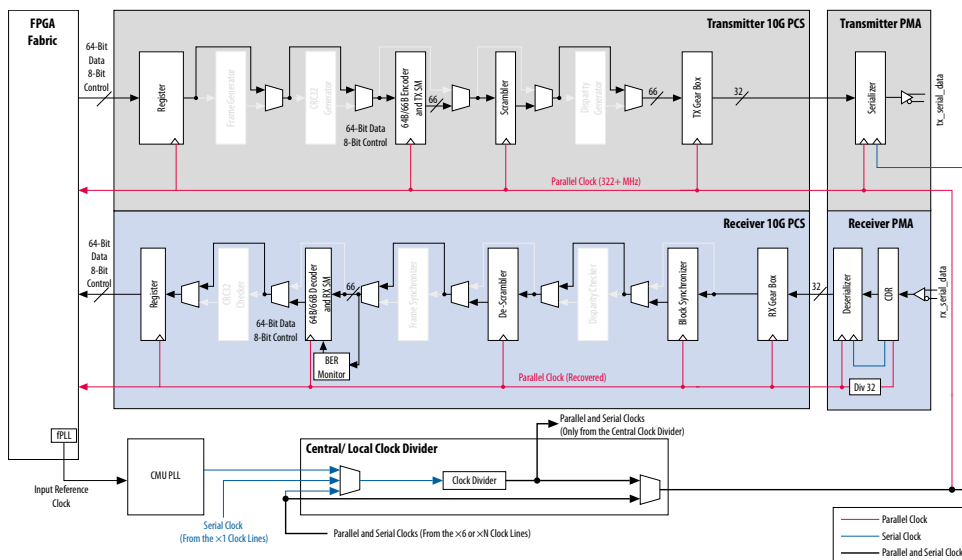 FPGA
Fabric
Transmitter 10G PCS
Transmitter PMA
64-Bit
Data
8-Bit
Control
Register
Frame Generator
CRC32
Generator
64B/66B Encoder
and TX SM
66
Scrambler
Disparity
Generator
66
TX Gear Box
32
Serializer
tx_serial_data
64-Bit Data
8-Bit Control
Parallel Clock (322+ MHz)
Receiver 10G PCS
Receiver PMA
64-Bit
Data
8-Bit
Control
Register
CRC32
Checker
64B/66B Decoder
and RX SM
66
Frame Synchronizer
De-Scrambler
Disparity Checker
Block Synchronizer
RX Gear Box
32
Deserializer
CDR
rx_serial_data
64-Bit Data
8-Bit Control
BER
Monitor
Parallel Clock (Recovered)
Div 32
fPLL
Input Reference
Clock
CMU PLL
Central/ Local Clock Divider
Parallel and Serial Clocks
(Only from the Central Clock Divider)
Clock Divider
Serial Clock
(From the ×1 Clock Lines)
Parallel and Serial Clocks (From the ×6 or ×N Clock Lines)
Parallel Clock
Serial Clock
Parallel and Serial Clocks